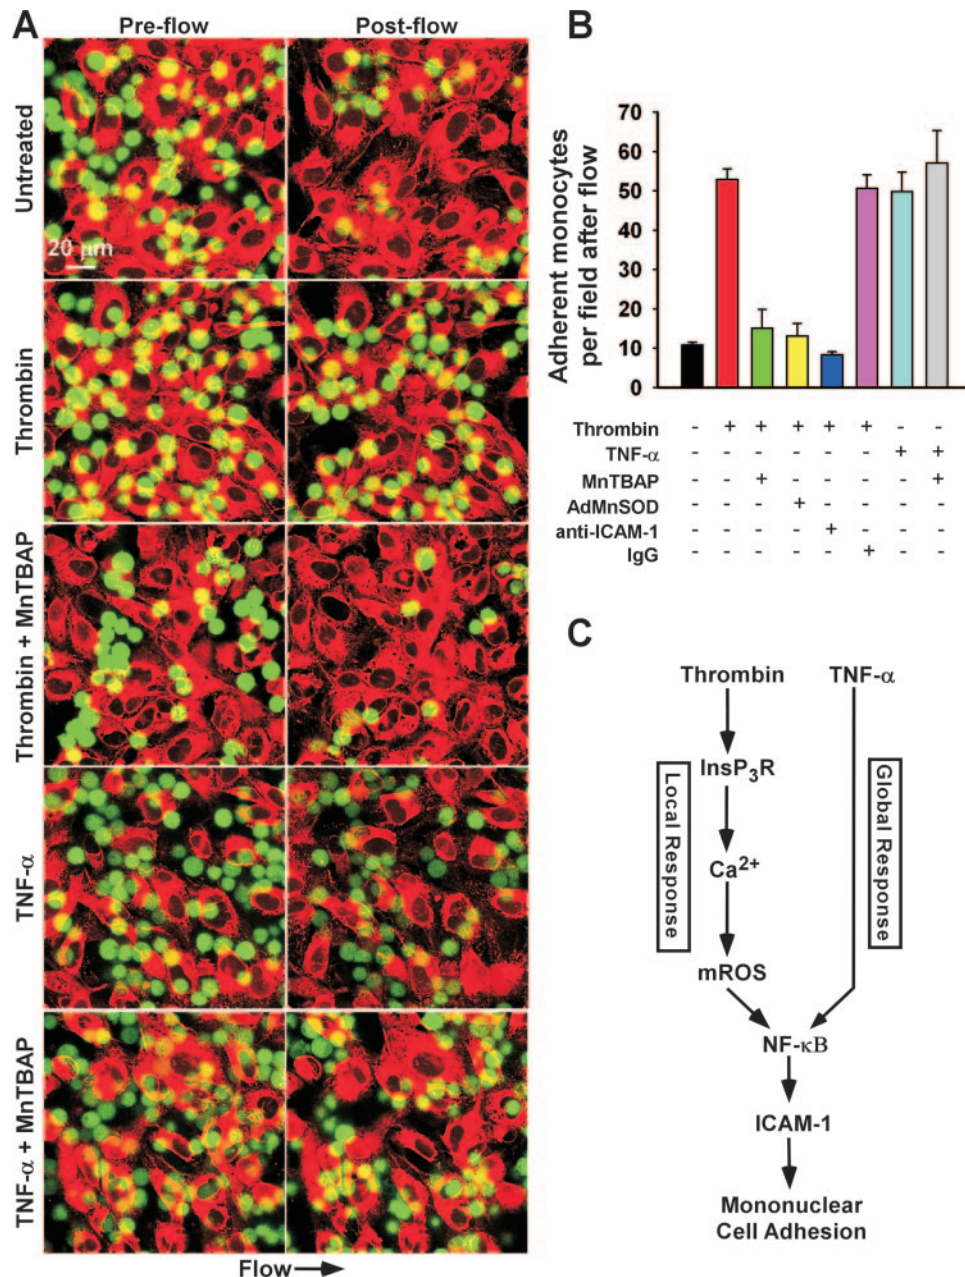 A
Pre-flow
Post-flow
Untreated
20 μm
Thrombin
Thrombin + MnTBAP
TNF-α
TNF-α + MnTBAP
Flow
B
Adherent monocytes
per field after flow
70
60
50
40
30
20
10
0
Thrombin - + + + + + - -
TNF-α - - - - - - + +
MnTBAP - - + - - - - +
AdMnSOD - - - + - - - -
anti-ICAM-1 - - - - + - - -
IgG - - - - - + - -
C
Thrombin
TNF-α
InsP₃R
Local Response
Global Response
Ca²⁺
mROS
NF-κB
ICAM-1
Mononuclear
Cell Adhesion